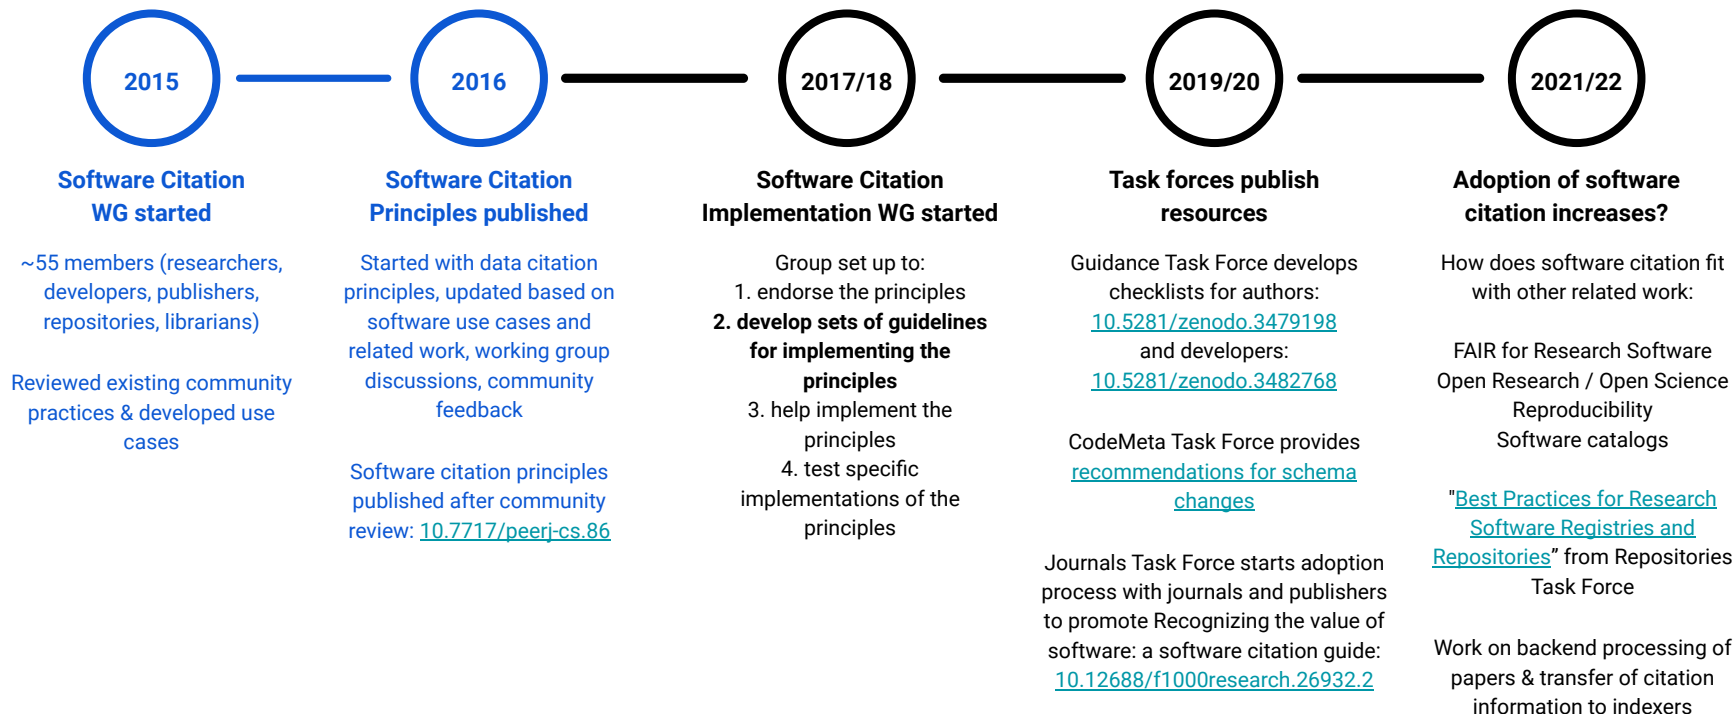 2015
Software Citation
WG started
~55 members (researchers,
developers, publishers,
repositories, librarians)
Reviewed existing community
practices & developed use
cases
2016
Software Citation
Principles published
Started with data citation
principles, updated based on
software use cases and
related work, working group
discussions, community
feedback
Software citation principles
published after community
review: 10.7717/peerj-cs.86
2017/18
Software Citation
Implementation WG started
Group set up to:
1. endorse the principles
2. develop sets of guidelines
for implementing the
principles
3. help implement the
principles
4. test specific
implementations of the
principles
2019/20
Task forces publish
resources
Guidance Task Force develops
checklists for authors:
10.5281/zenodo.3479198
and developers:
10.5281/zenodo.3482768
CodeMeta Task Force provides
recommendations for schema
changes
Journals Task Force starts adoption
process with journals and publishers
to promote Recognizing the value of
software: a software citation guide:
10.12688/f1000research.26932.2
2021/22
Adoption of software
citation increases?
How does software citation fit
with other related work:
FAIR for Research Software
Open Research / Open Science
Reproducibility
Software catalogs
"Best Practices for Research
Software Registries and
Repositories” from Repositories
Task Force
Work on backend processing of
papers & transfer of citation
information to indexers